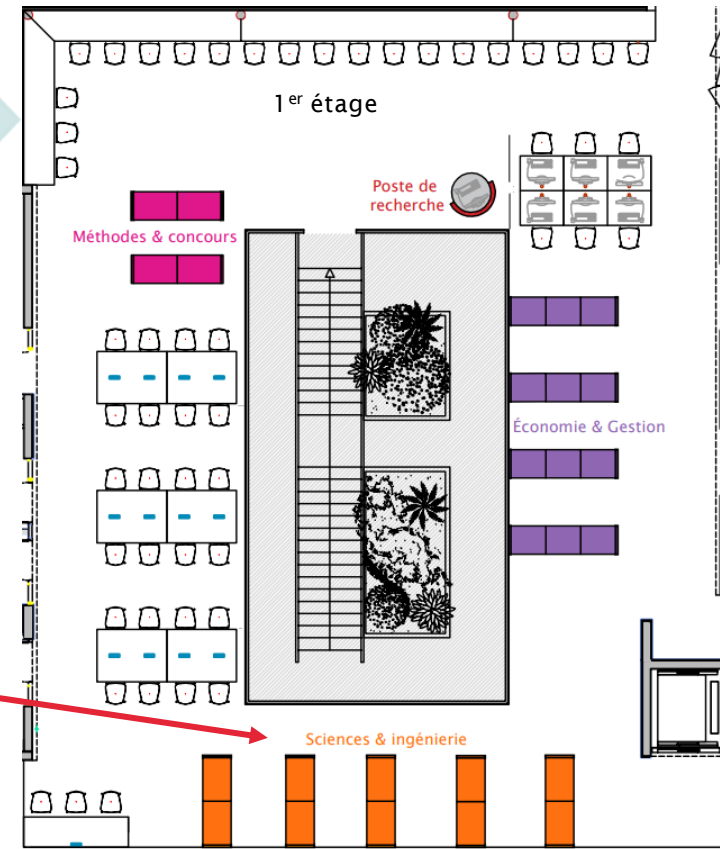 1er étage
Poste de
recherche
Méthodes & concours
Économie & Gestion
Sciences & ingénierie